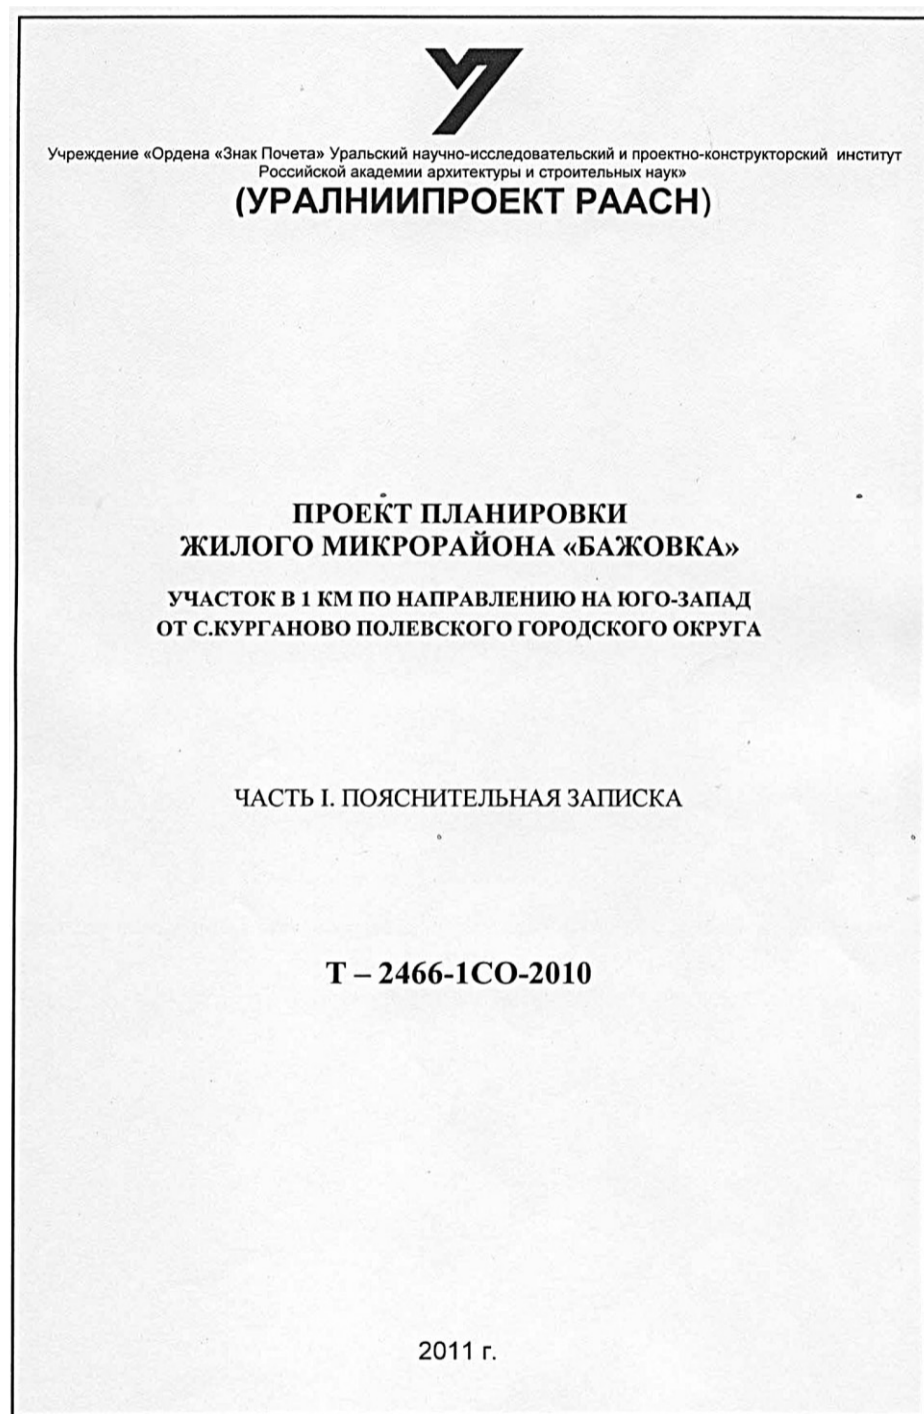 Учреждение «Ордена «Знак Почета» Уральский научно-исследовательский и проектно-конструкторский институт
Российской академии архитектуры и строительных наук»
(УРАЛНИИПРОЕКТ РААСН)
ПРОЕКТ ПЛАНИРОВКИ
ЖИЛОГО МИКРОРАЙОНА «БАЖОВКА»
УЧАСТОК В 1 КМ ПО НАПРАВЛЕНИЮ НА ЮГО-ЗАПАД
ОТ С.КУРГАНОВО ПОЛЕВСКОГО ГОРОДСКОГО ОКРУГА
ЧАСТЬ I. ПОЯСНИТЕЛЬНАЯ ЗАПИСКА
Т – 2466-1СО-2010
2011 г.